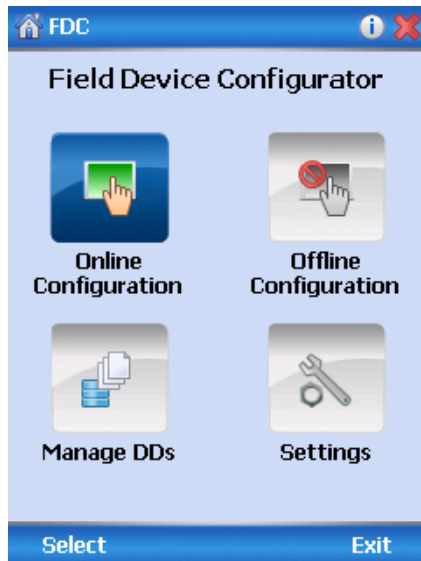 FDC
Field Device Configurator
Online
Configuration
Offline
Configuration
Manage DDs
Settings
Select
Exit